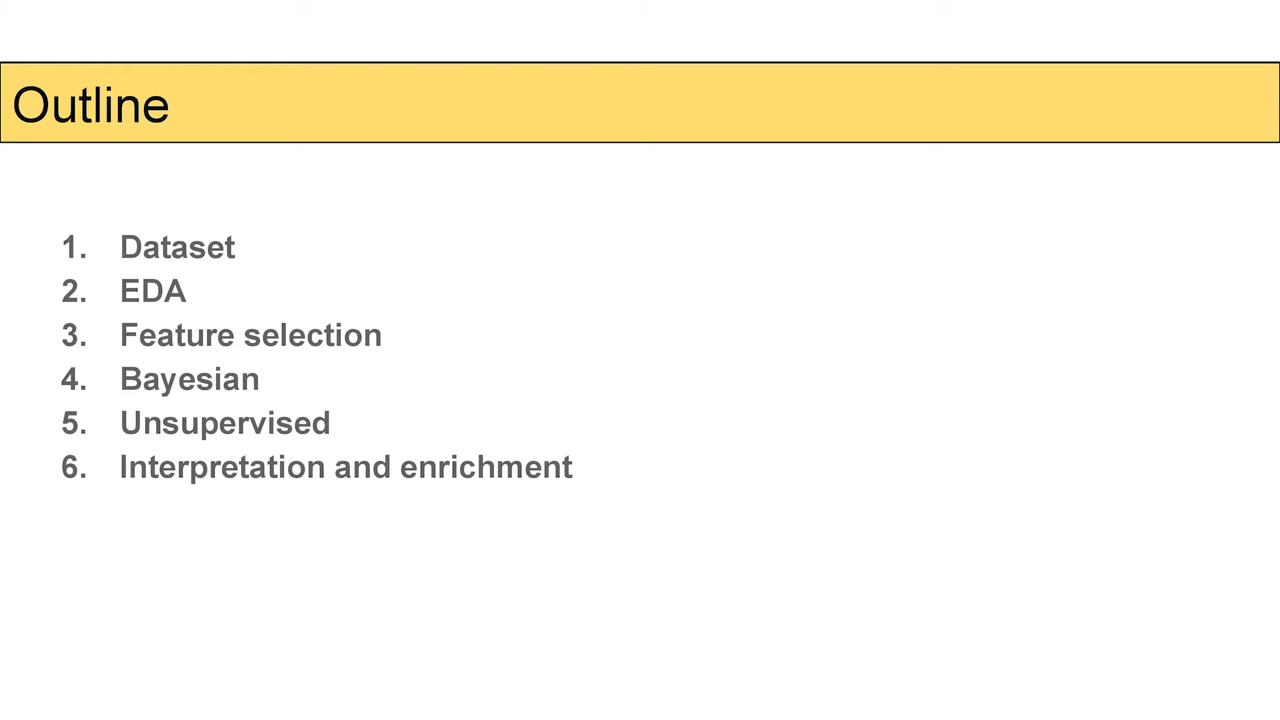 Outline
1. Dataset
2. EDA
3. Feature selection
4. Bayesian
5. Unsupervised
6. Interpretation and enrichment